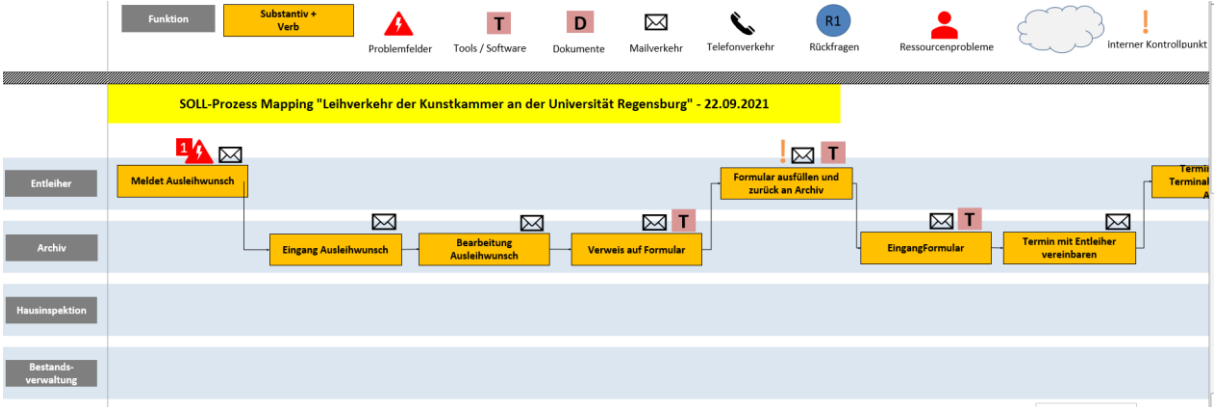 Funktion
Substantiv +
Verb
T
D
R1
Problemfelder
Tools / Software
Dokumente
Mailverkehr
Telefonverkehr
Rückfragen
Ressourcenprobleme
interner Kontrollpunkt
SOLL-Prozess Mapping "Leihverkehr der Kunstkammer an der Universität Regensburg" - 22.09.2021
1
T
Entleiher
Meldet Ausleihwunsch
Formular ausfüllen und
zurück an Archiv
Termin
Terminal
A
T
T
Archiv
Eingang Ausleihwunsch
Bearbeitung
Ausleihwunsch
Verweis auf Formular
EingangFormular
Termin mit Entleiher
vereinbaren
Hausinspektion
Bestands-
verwaltung